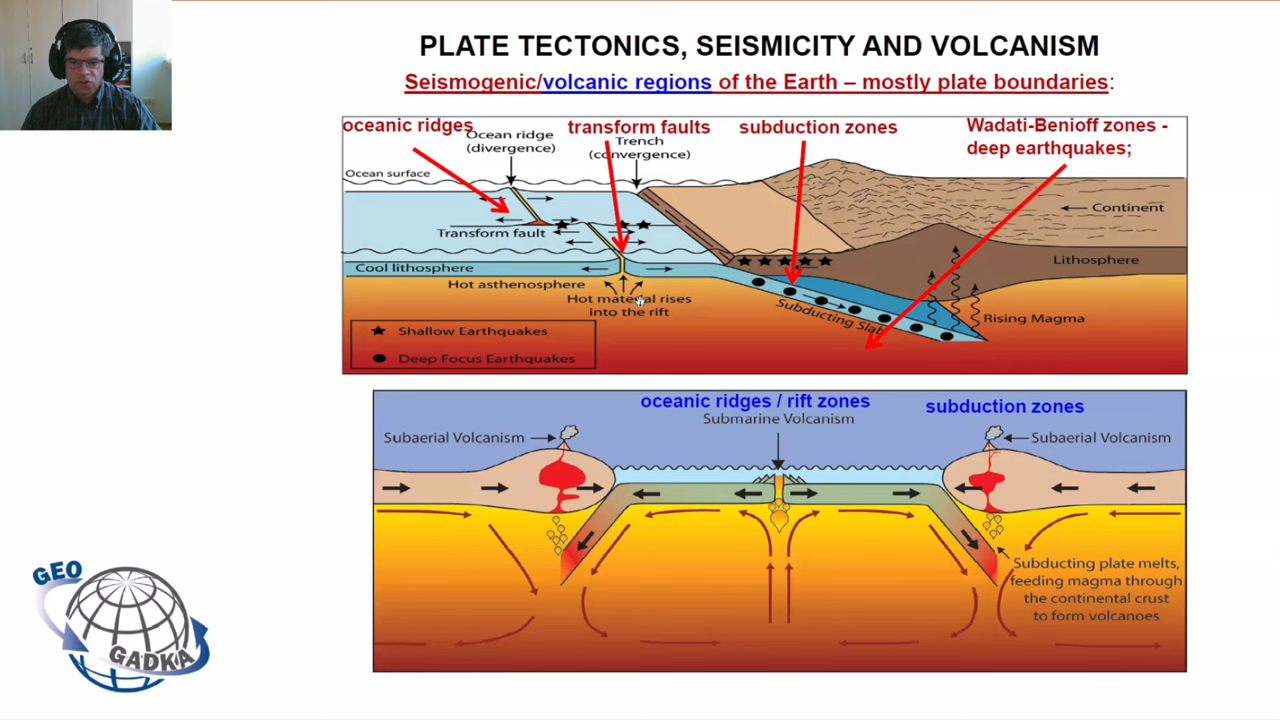 PLATE TECTONICS, SEISMICITY AND VOLCANISM
Seismogenic/volcanic regions of the Earth – mostly plate boundaries:
oceanic ridges
transform faults
subduction zones
Wadati-Benioff zones -
deep earthquakes;
Ocean ridge
(divergence)
Trench
(convergence)
Ocean surface
Continent
Transform fault
Cool lithosphere
Lithosphere
Hot asthenosphere
Hot material rises
into the rift
Subducting Slab
Rising Magma
Shallow Earthquakes
Deep Focus Earthquakes
oceanic ridges / rift zones
subduction zones
Submarine Volcanism
Subaerial Volcanism
Subaerial Volcanism
Subducting plate melts,
feeding magma through
the continental crust
to form volcanoes
GEO
GADKA